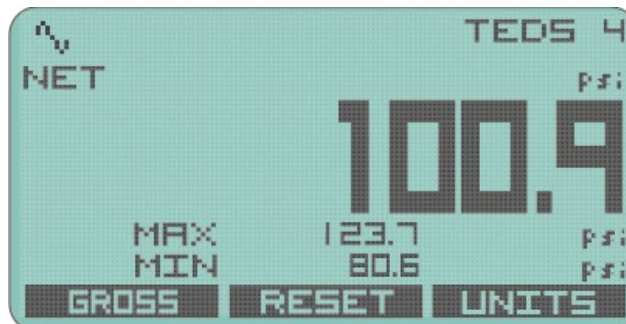 TEDS 4
NET
psi
100.9
MAX 123.7 psi
MIN 80.6 psi
GROSS RESET UNITS